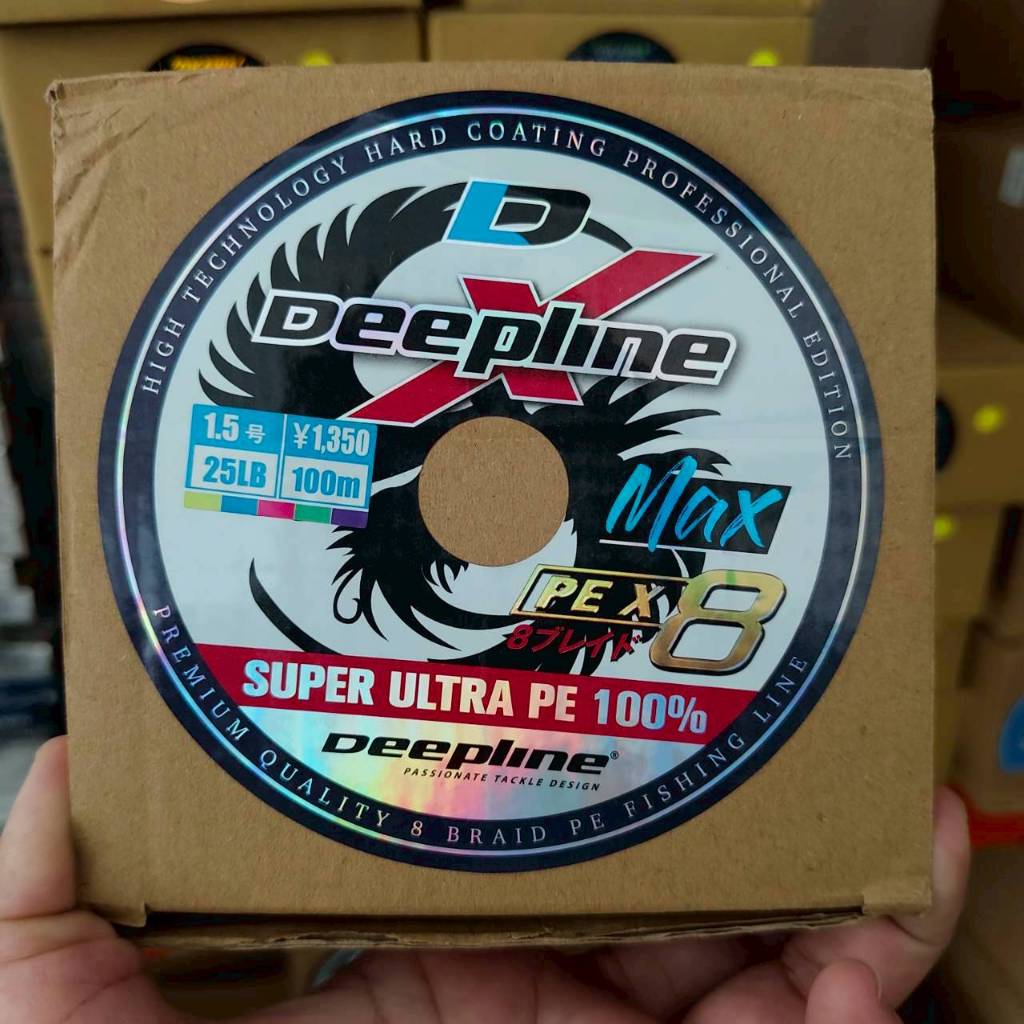 HIGH TECHNOLOGY HARD COATING PROFESSIONAL EDITION
D
X
Deepline
1.5号
¥1,350
25LB
100m
Max
PE X8
8ブレイド
SUPER ULTRA PE 100%
Deepline®
PASSIONATE TACKLE DESIGN
PREMIUM QUALITY 8 BRAID PE FISHING LINE